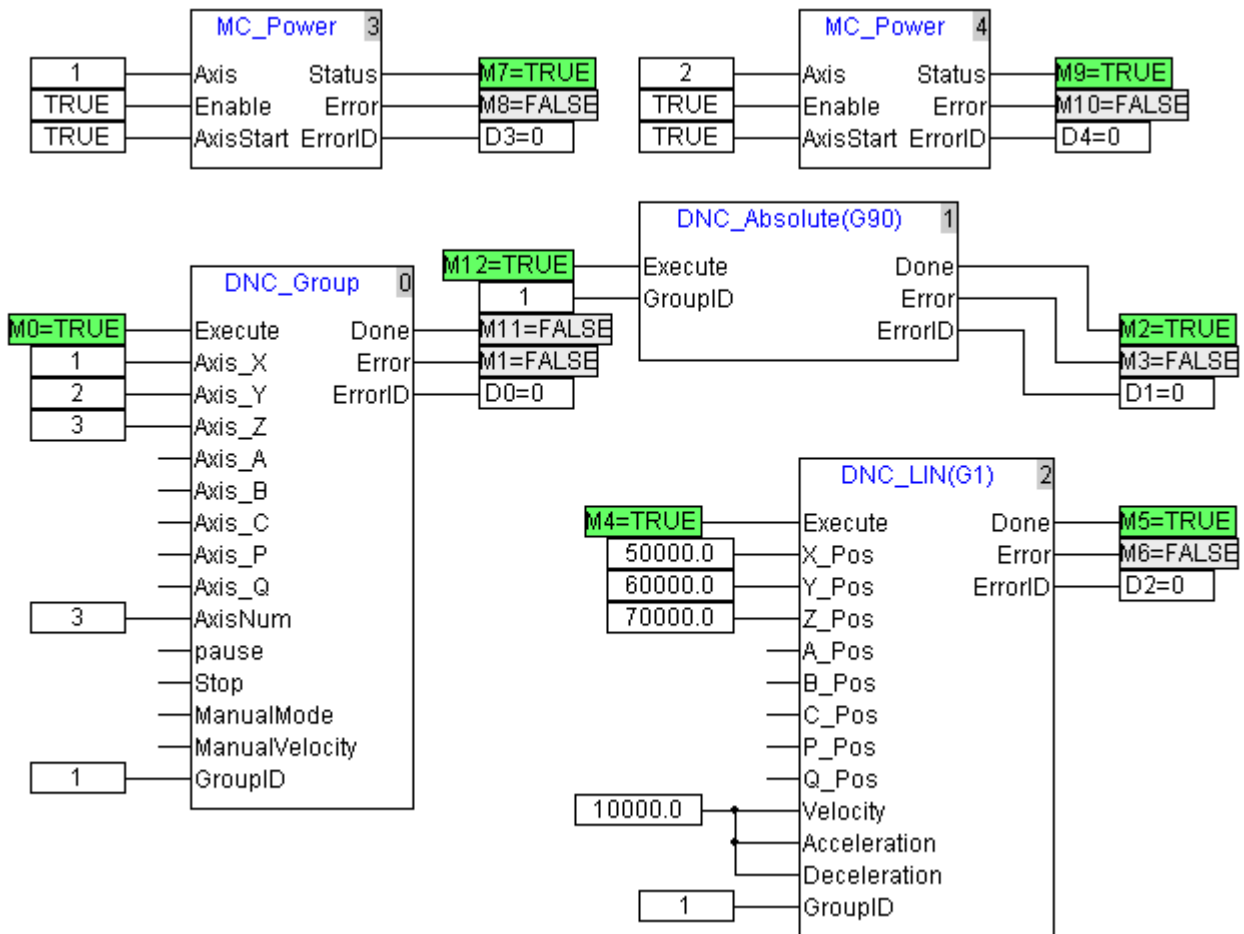 MC_Power 3
1 Axis Status M7=TRUE
TRUE Enable Error M8=FALSE
TRUE AxisStart ErrorID D3=0
MC_Power 4
2 Axis Status M9=TRUE
TRUE Enable Error M10=FALSE
TRUE AxisStart ErrorID D4=0
DNC_Absolute(G90) 1
M12=TRUE Execute Done
1 GroupID Error
ErrorID
M2=TRUE
M3=FALSE
D1=0
DNC_Group 0
M0=TRUE Execute Done M11=FALSE
1 Axis_X Error M1=FALSE
2 Axis_Y ErrorID D0=0
3 Axis_Z
Axis_A
Axis_B
Axis_C
Axis_P
Axis_Q
3 AxisNum
pause
Stop
ManualMode
ManualVelocity
1 GroupID
DNC_LIN(G1) 2
M4=TRUE Execute Done M5=TRUE
50000.0 X_Pos Error M6=FALSE
60000.0 Y_Pos ErrorID D2=0
70000.0 Z_Pos
A_Pos
B_Pos
C_Pos
P_Pos
Q_Pos
10000.0 Velocity
Acceleration
Deceleration
1 GroupID